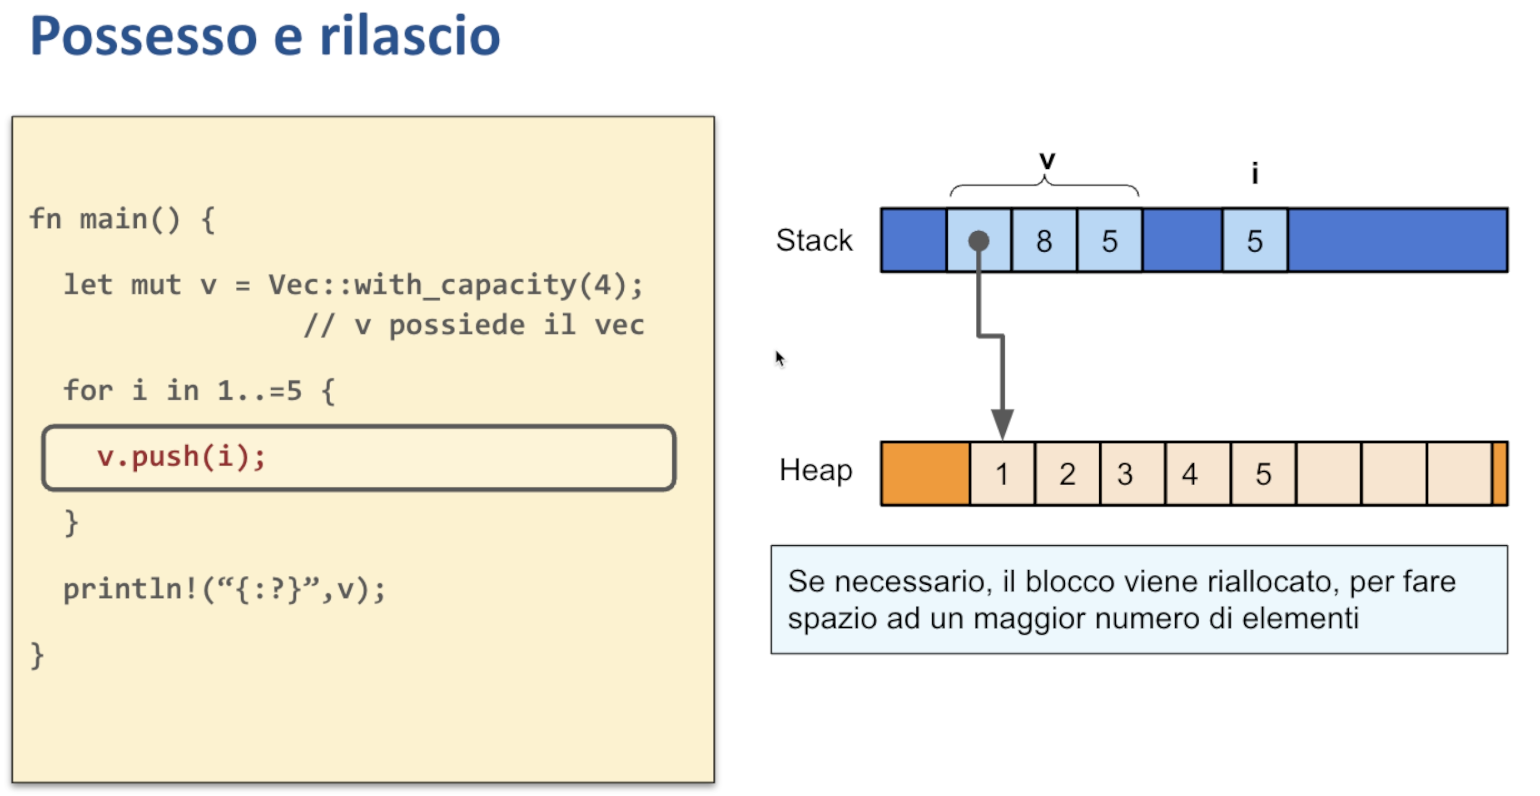 Possesso e rilascio
fn main() {
let mut v = Vec::with_capacity(4);
// v possiede il vec
for i in 1..=5 {
v.push(i);
}
println!(“{:?}”,v);
}
v
i
Stack
8
5
5
Heap
1
2
3
4
5
Se necessario, il blocco viene riallocato, per fare
spazio ad un maggior numero di elementi